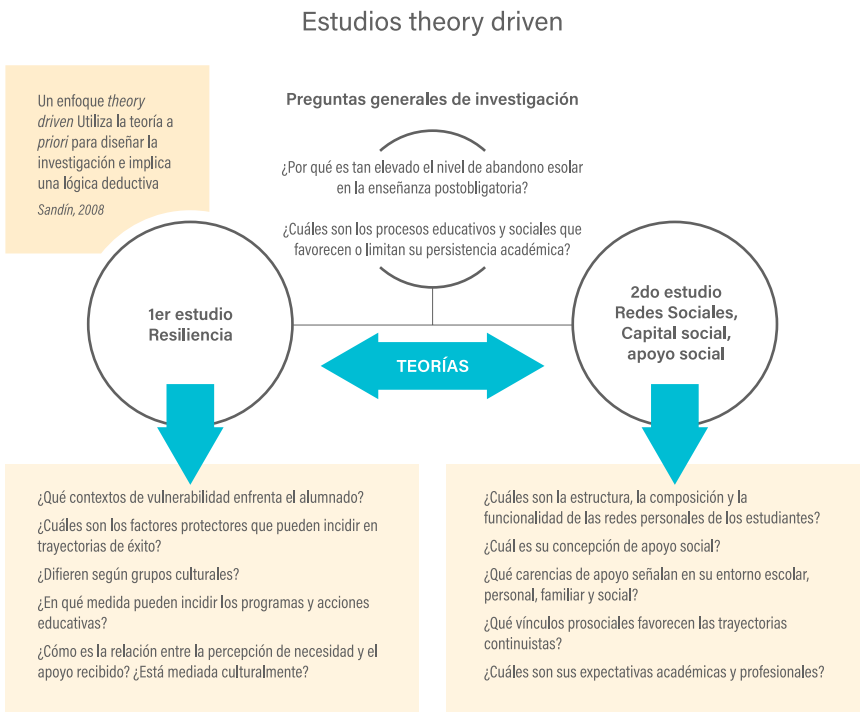 Estudios theory driven
Un enfoque theory
driven Utiliza la teoría a
priori para diseñar la
investigación e implica
una lógica deductiva
Sandín, 2008
Preguntas generales de investigación
¿Por qué es tan elevado el nivel de abandono esolar
en la enseñanza postobligatoria?
¿Cuáles son los procesos educativos y sociales que
favorecen o limitan su persistencia académica?
1er estudio
Resiliencia
2do estudio
Redes Sociales,
Capital social,
apoyo social
TEORÍAS
¿Qué contextos de vulnerabilidad enfrenta el alumnado?
¿Cuáles son los factores protectores que pueden incidir en
trayectorias de éxito?
¿Difieren según grupos culturales?
¿En qué medida pueden incidir los programas y acciones
educativas?
¿Cómo es la relación entre la percepción de necesidad y el
apoyo recibido? ¿Está mediada culturalmente?
¿Cuáles son la estructura, la composición y la
funcionalidad de las redes personales de los estudiantes?
¿Cuál es su concepción de apoyo social?
¿Qué carencias de apoyo señalan en su entorno escolar,
personal, familiar y social?
¿Qué vínculos prosociales favorecen las trayectorias
continuistas?
¿Cuáles son sus expectativas académicas y profesionales?